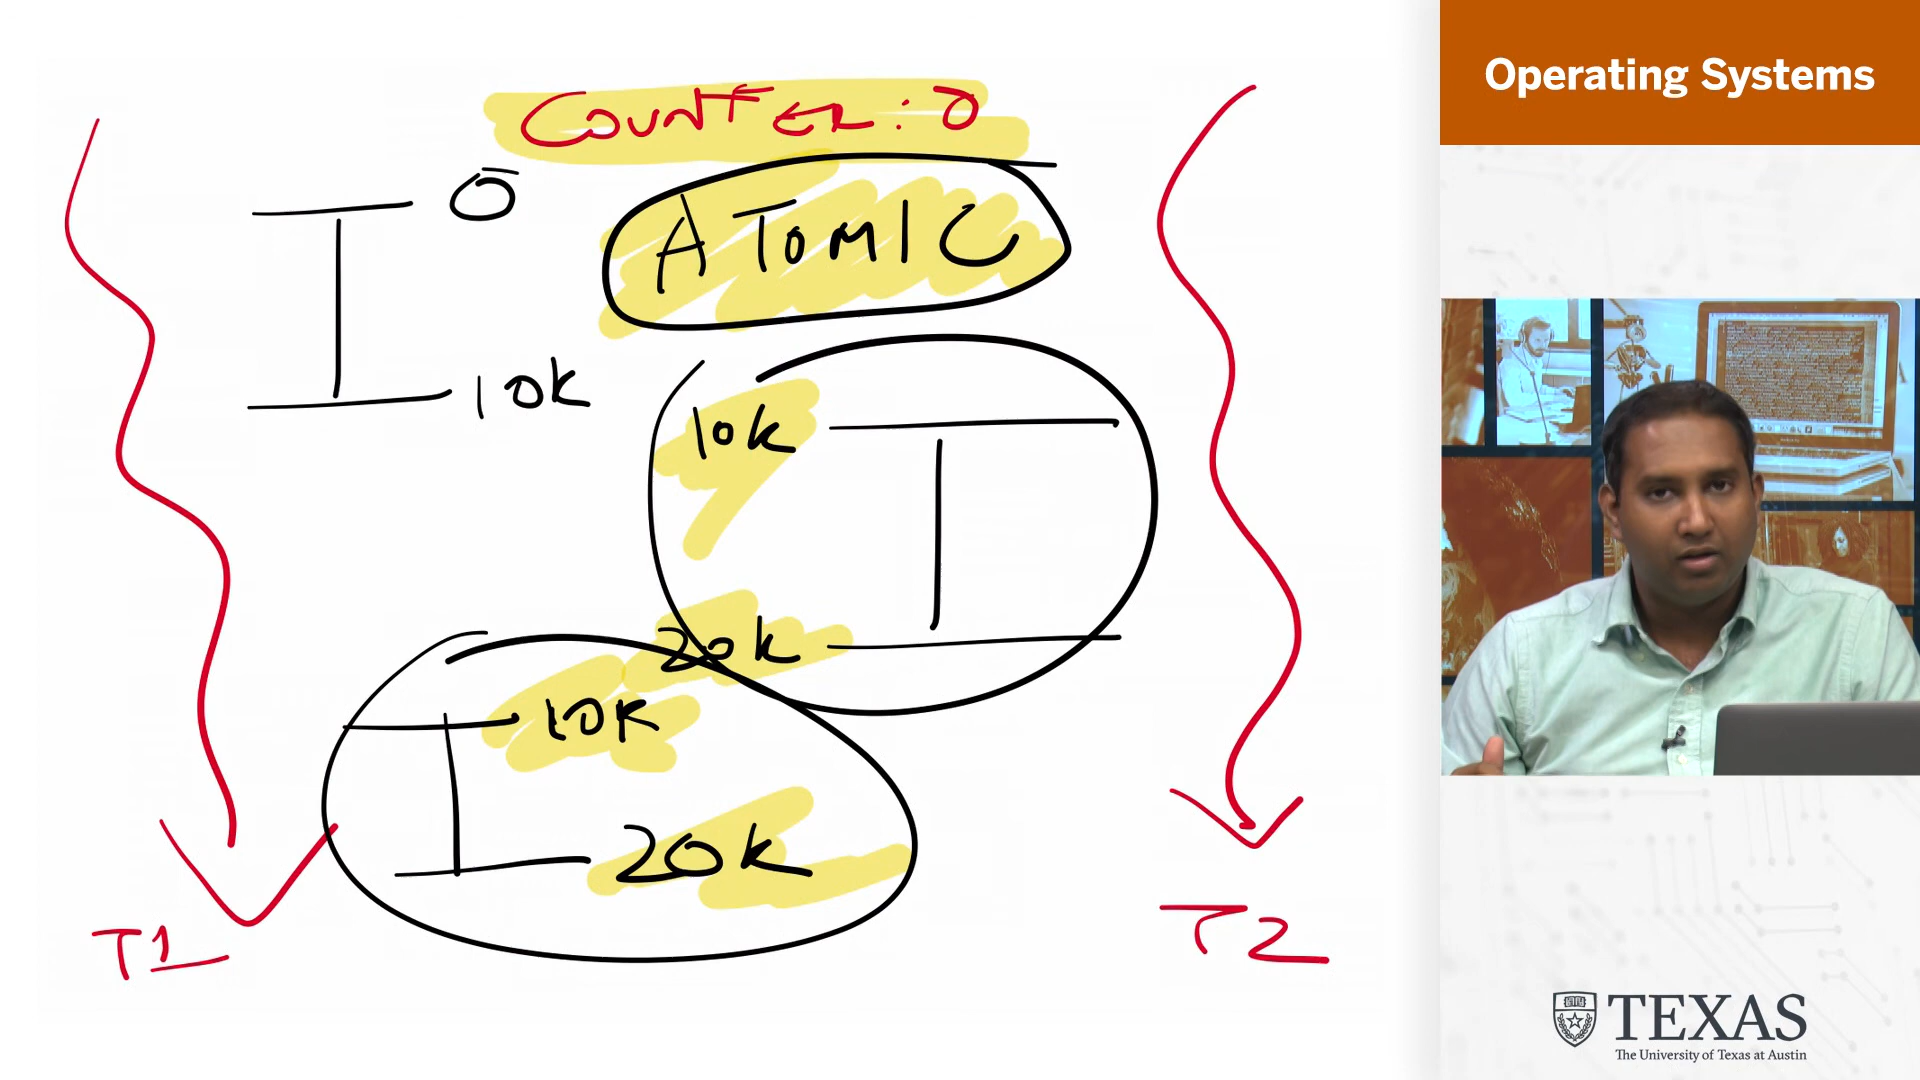 Operating Systems
COUNTER: 0
0
ATOMIC
10K
10K
20K
10K
20K
T1
T2
TEXAS
The University of Texas at Austin